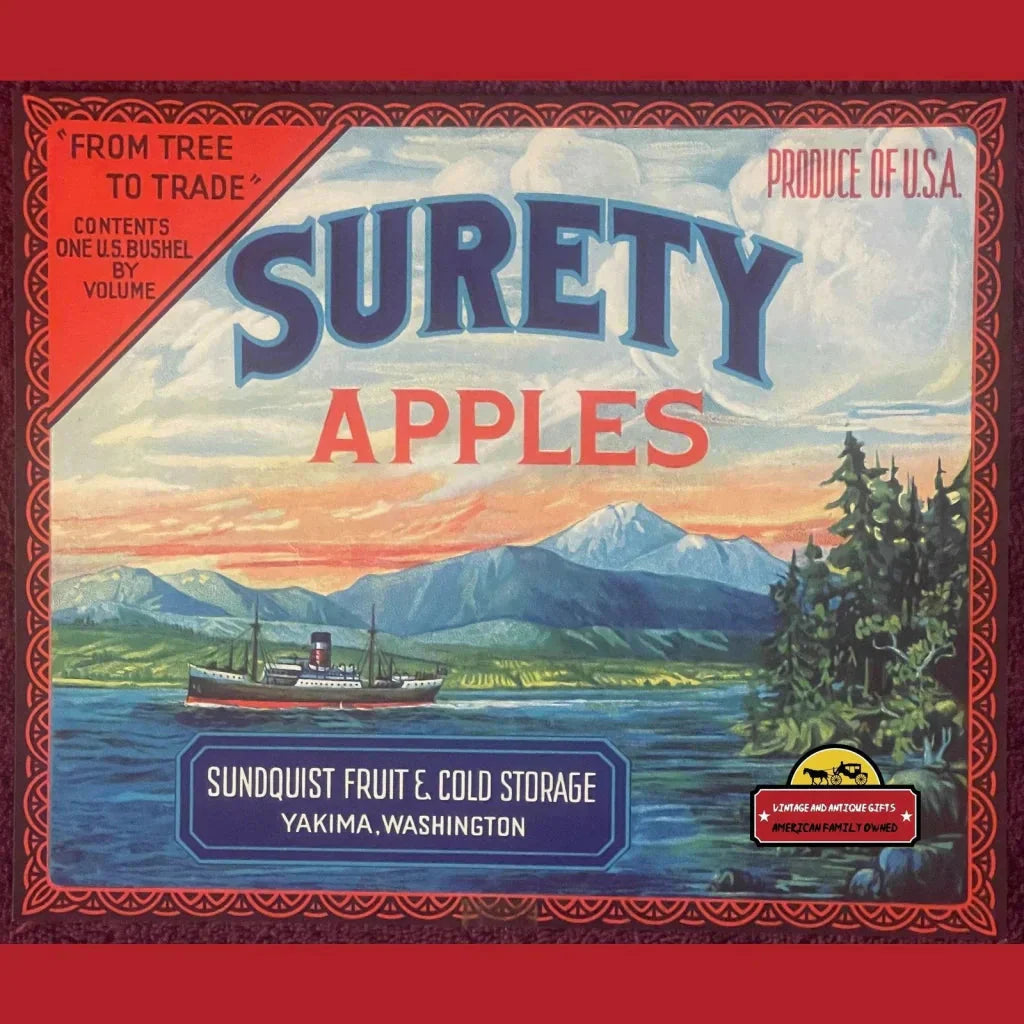 "FROM TREE
TO TRADE"
CONTENTS
ONE U.S. BUSHEL
BY
VOLUME
PRODUCE OF U.S.A.
SURETY
APPLES
SUNDQUIST FRUIT & COLD STORAGE
YAKIMA, WASHINGTON
VINTAGE AND ANTIQUE GIFTS
AMERICAN FAMILY OWNED